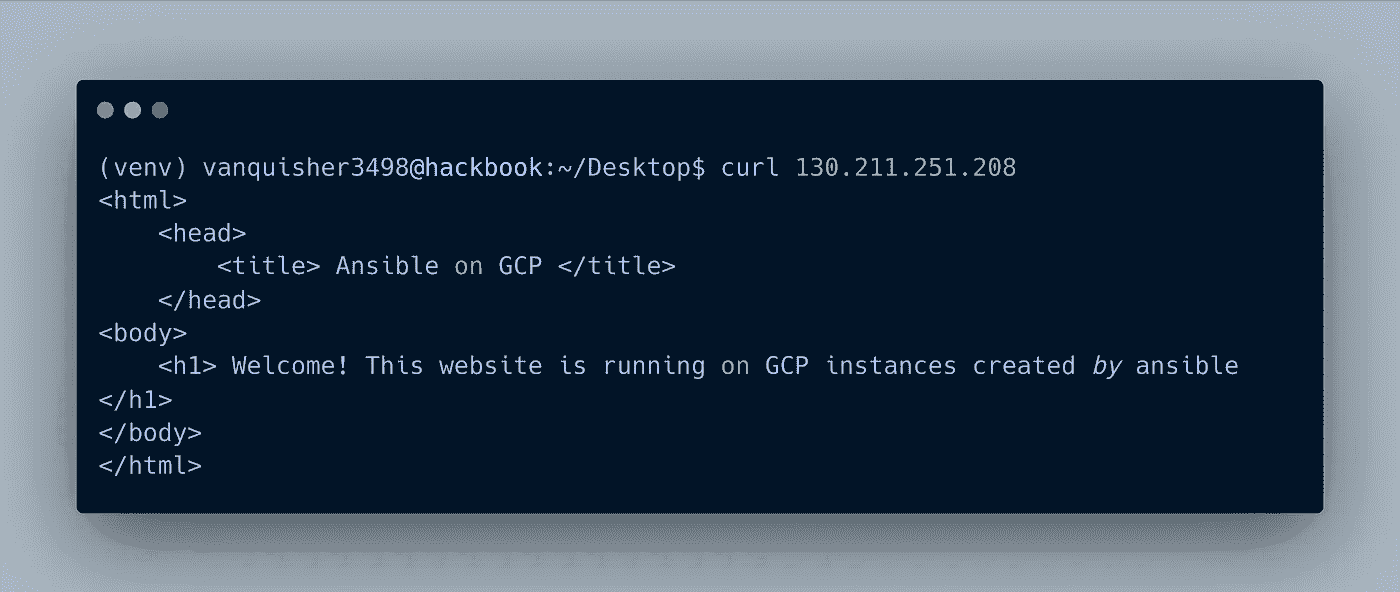 (venv) vanquisher3498@hackbook:~/Desktop$ curl 130.211.251.208
<html>
    <head>
        <title> Ansible on GCP </title>
    </head>
<body>
    <h1> Welcome! This website is running on GCP instances created by ansible
</h1>
</body>
</html>